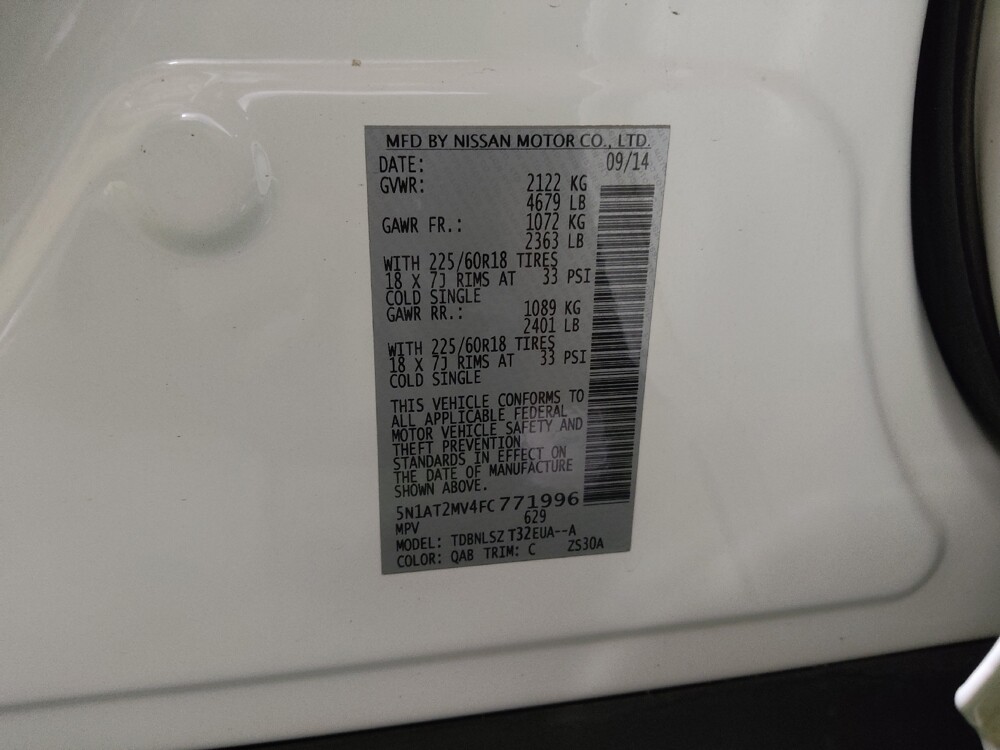 MFD BY NISSAN MOTOR CO., LTD.
DATE: 09/14
GVWR: 2122 KG
4679 LB
GAWR FR.: 1072 KG
2363 LB
WITH 225/60R18 TIRES
18 X 7J RIMS AT 33 PSI
COLD SINGLE
GAWR RR.: 1089 KG
2401 LB
WITH 225/60R18 TIRES
18 X 7J RIMS AT 33 PSI
COLD SINGLE
THIS VEHICLE CONFORMS TO
ALL APPLICABLE FEDERAL
MOTOR VEHICLE SAFETY AND
THEFT PREVENTION
STANDARDS IN EFFECT ON
THE DATE OF MANUFACTURE
SHOWN ABOVE.
5N1AT2MV4FC771996
MPV 629
MODEL: TDBNLSZ T32EUA--A
COLOR: QAB TRIM: C ZS30A